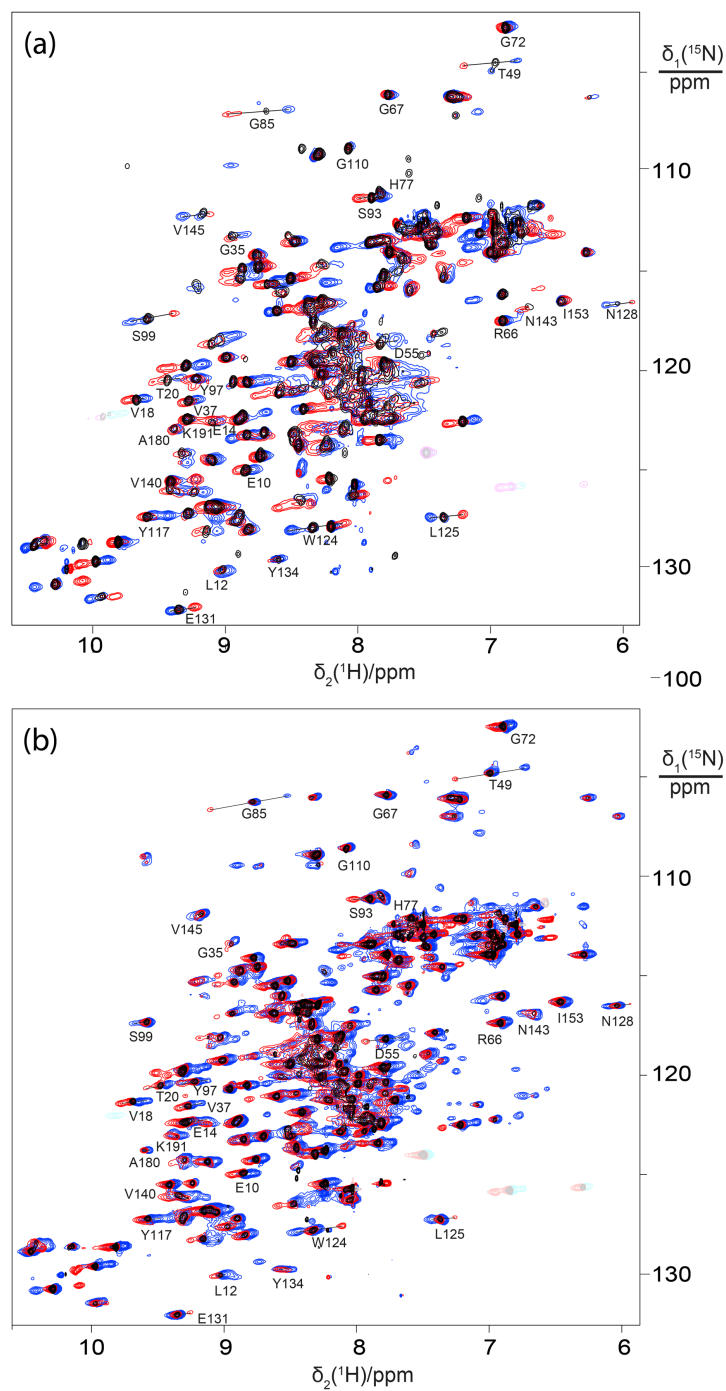 (a)
G72
δ₁(¹⁵N)
ppm
T49
G67
G85
G110
110
H77
S93
V145
G35
N128
I153
N143
S99
R66
D55
120
T20
Y97
V18
V37
K191
E14
A180
V140
E10
Y117
W124
L125
Y134
130
L12
E131
10
9
8
7
6
δ₂(¹H)/ppm
100
(b)
G72
δ₁(¹⁵N)
ppm
T49
G85
G67
G110
110
S93
H77
V145
G35
I153
N128
S99
N143
R66
D55
120
T20
Y97
V18
V37
E14
K191
A180
V140
E10
Y117
W124
L125
L12
Y134
130
E131
10
9
8
7
6
δ₂(¹H)/ppm